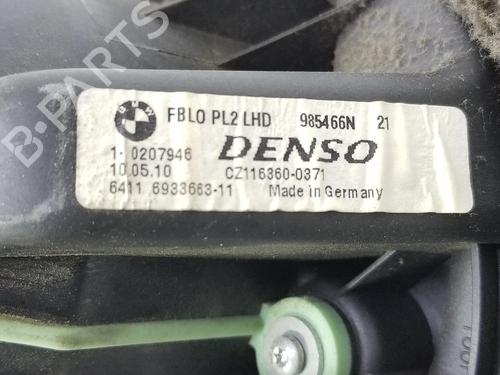 B-PARTS
BMW
FBLO PL2 LHD 985466N 21
DENSO
1- 0207946
10.05.10 CZ116360-0371
6411 6933663-11 Made in Germany